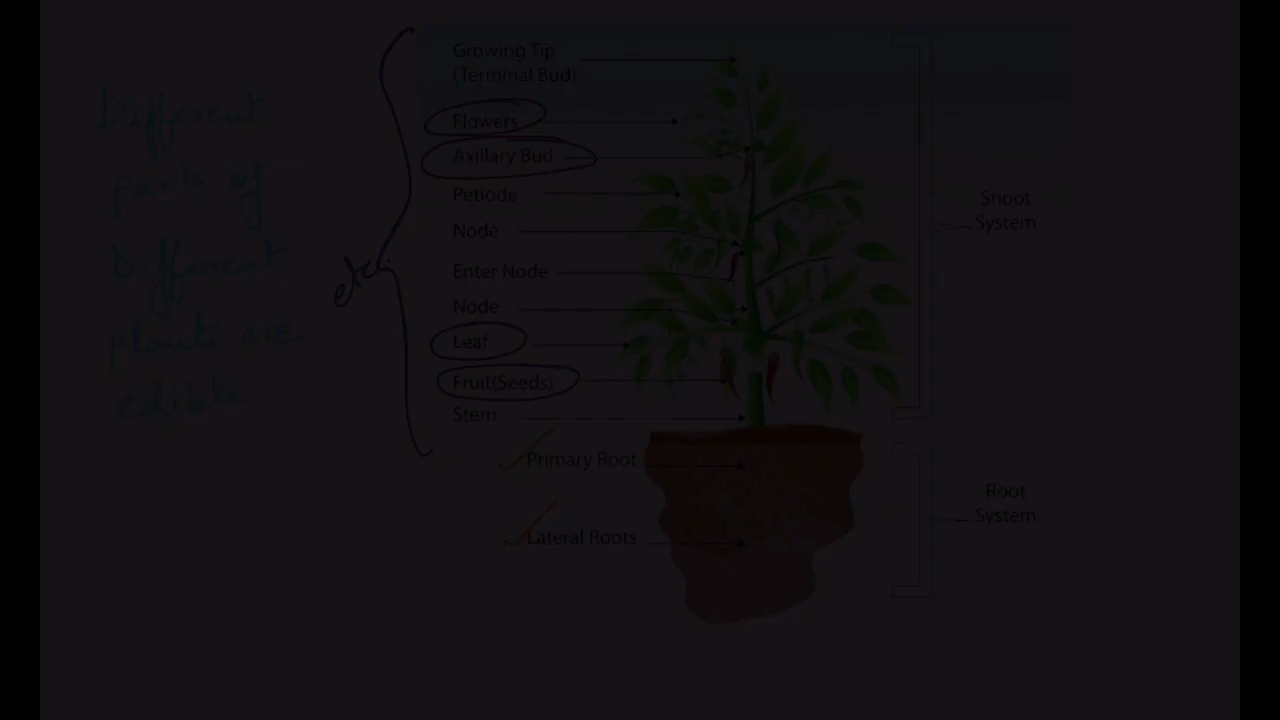 Different
parts of
Different
plants are
edible.
etc.
Growing Tip
(Terminal Bud)
Flowers
Axillary Bud
Petiode
Node
Enter Node
Node
Leaf
Fruit(Seeds)
Stem
Primary Root
Lateral Roots
Shoot
System
Root
System